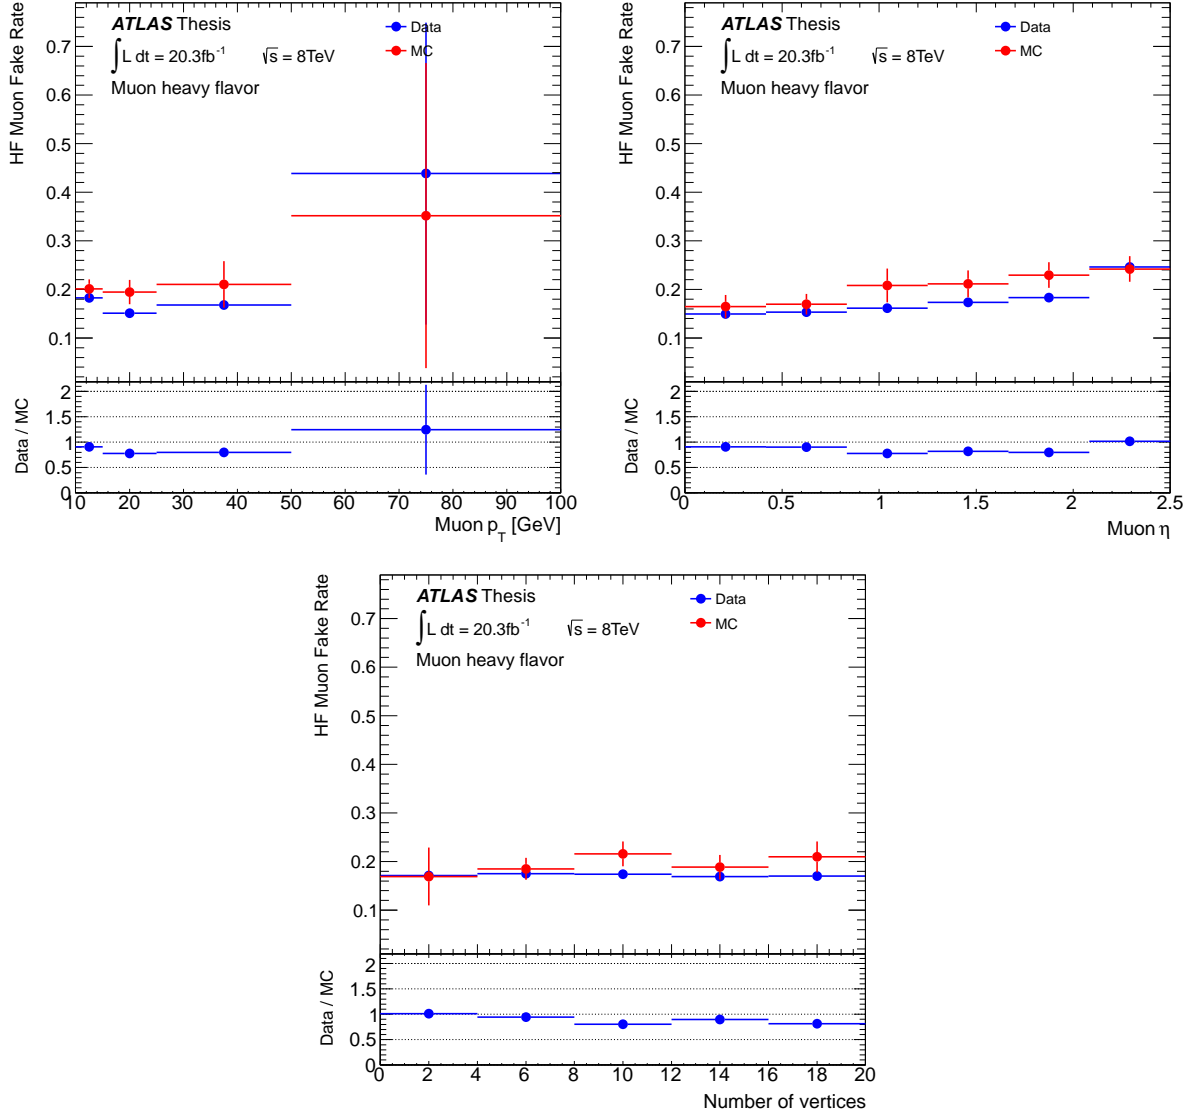 HF Muon Fake Rate
0.7
0.6
0.5
0.4
0.3
0.2
0.1
ATLAS Thesis
∫ L dt = 20.3fb⁻¹ √s = 8TeV
Muon heavy flavor
Data
MC
Data / MC
2
1.5
1
0.5
0
10 20 30 40 50 60 70 80 90 100
Muon p_T [GeV]
HF Muon Fake Rate
0.7
0.6
0.5
0.4
0.3
0.2
0.1
ATLAS Thesis
∫ L dt = 20.3fb⁻¹ √s = 8TeV
Muon heavy flavor
Data
MC
Data / MC
2
1.5
1
0.5
0
0 0.5 1 1.5 2 2.5
Muon η
HF Muon Fake Rate
0.7
0.6
0.5
0.4
0.3
0.2
0.1
ATLAS Thesis
∫ L dt = 20.3fb⁻¹ √s = 8TeV
Muon heavy flavor
Data
MC
Data / MC
2
1.5
1
0.5
0
0 2 4 6 8 10 12 14 16 18 20
Number of vertices